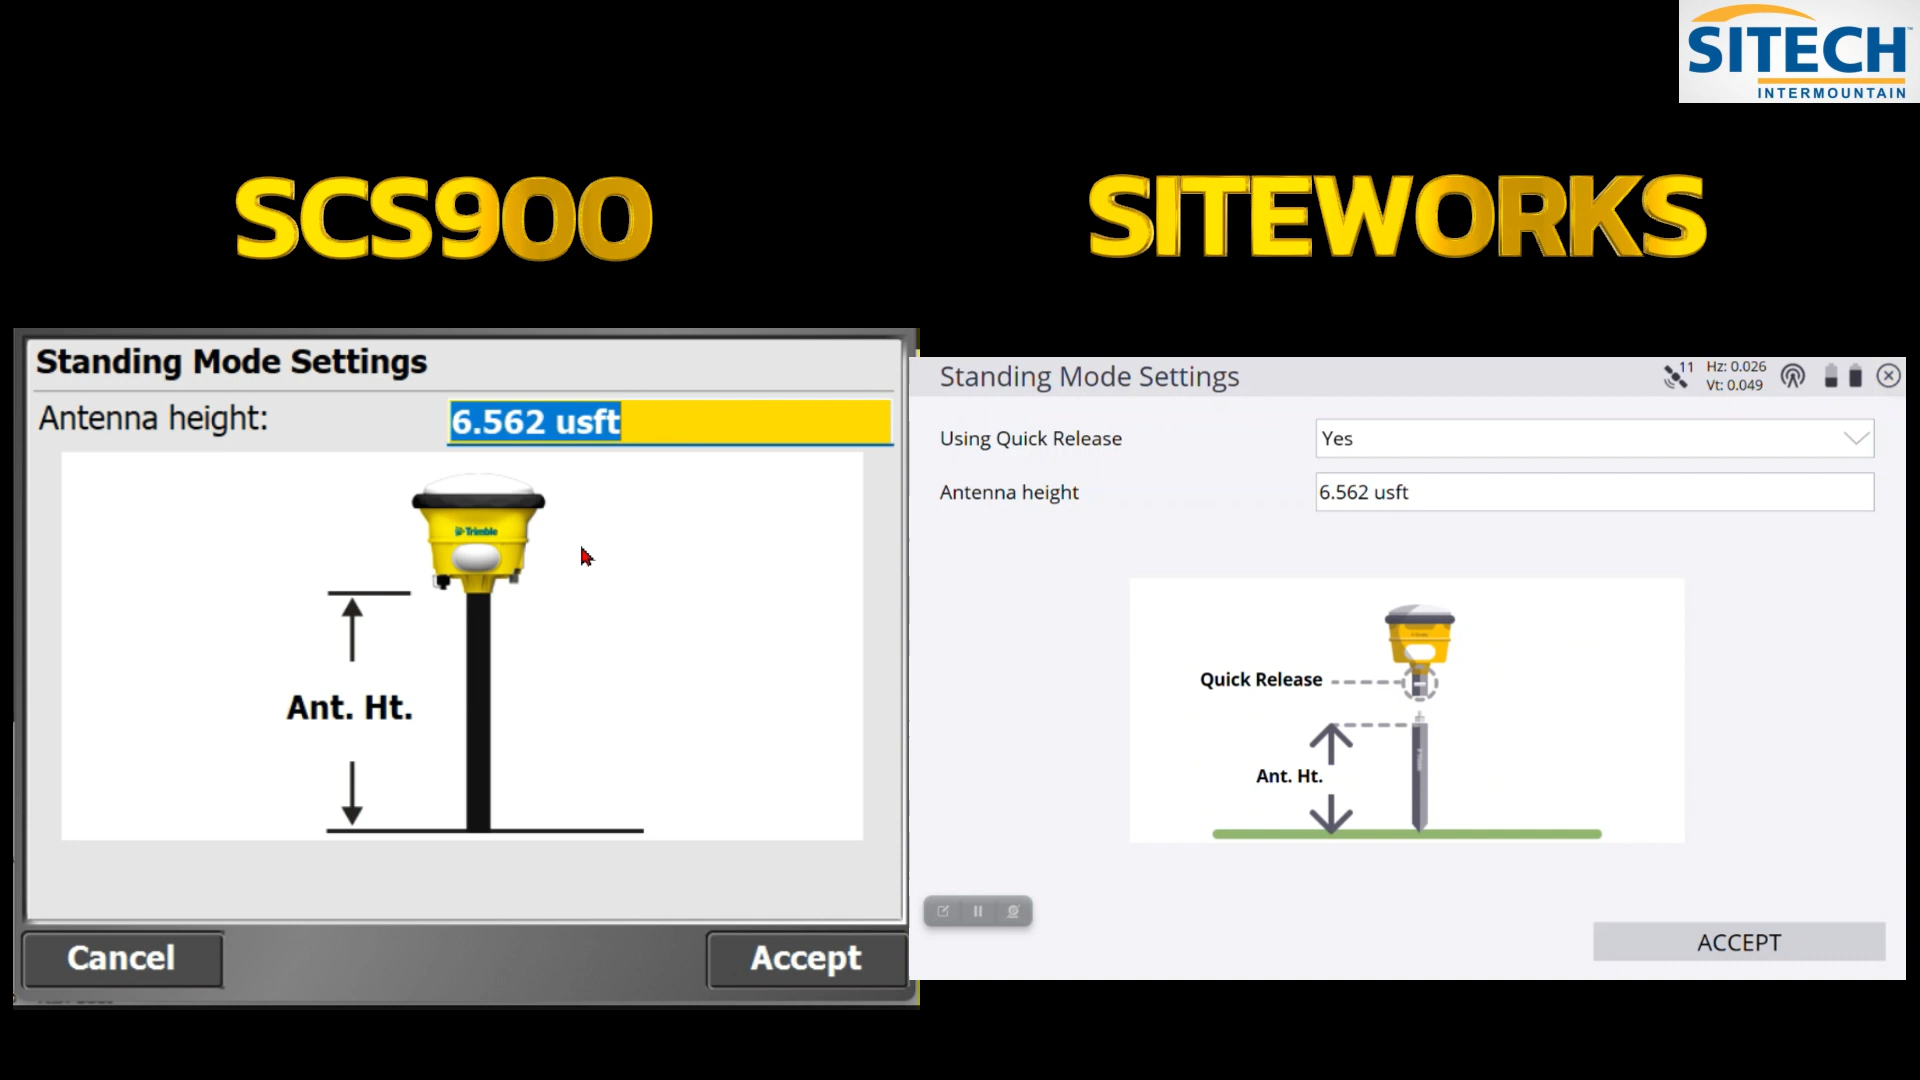 SITECH
INTERMOUNTAIN
SCS900
SITEWORKS
Standing Mode Settings
Antenna height:
6.562 usft
Trimble
Ant. Ht.
Cancel
Accept
Standing Mode Settings
11
Hz: 0.026
Vt: 0.049
Using Quick Release
Yes
Antenna height
6.562 usft
Quick Release
Ant. Ht.
ACCEPT